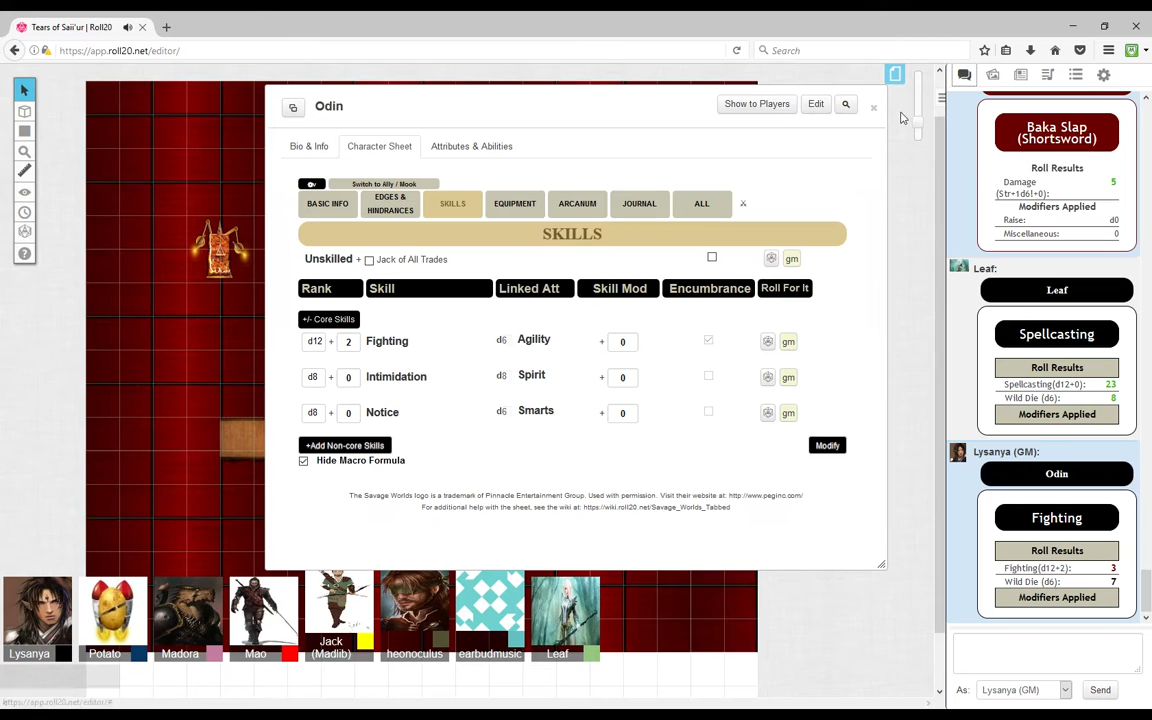 Tears of Saii'ur | Roll20
https://app.roll20.net/editor/
Search
Odin
Show to Players
Edit
Bio & Info
Character Sheet
Attributes & Abilities
Switch to Ally / Mook
BASIC INFO
EDGES &
HINDRANCES
SKILLS
EQUIPMENT
ARCANUM
JOURNAL
ALL
SKILLS
Unskilled + Jack of All Trades
gm
Rank
Skill
Linked Att
Skill Mod
Encumbrance
Roll For It
+/- Core Skills
d12 + 2 Fighting d6 Agility + 0 gm
d8 + 0 Intimidation d8 Spirit + 0 gm
d8 + 0 Notice d6 Smarts + 0 gm
+Add Non-core Skills
Modify
Hide Macro Formula
The Savage Worlds logo is a trademark of Pinnacle Entertainment Group. Used with permission. Visit their website at: http://www.peginc.com/
For additional help with the sheet, see the wiki at: https://wiki.roll20.net/Savage_Worlds_Tabbed
Lysanya
Potato
Madora
Mao
Jack
(Madlib)
heonoculus
earbudmusic
Leaf
https://app.roll20.net/editor/#
Baka Slap
(Shortsword)
Roll Results
Damage 5
(Str+1d6!+0):
Modifiers Applied
Raise: d0
Miscellaneous: 0
Leaf:
Leaf
Spellcasting
Roll Results
Spellcasting(d12+0): 23
Wild Die (d6): 8
Modifiers Applied
Lysanya (GM):
Odin
Fighting
Roll Results
Fighting(d12+2): 3
Wild Die (d6): 7
Modifiers Applied
As:
Lysanya (GM)
Send